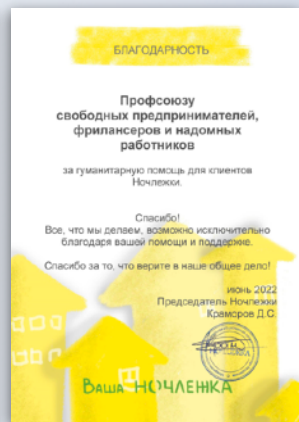 БЛАГОДАРНОСТЬ
Профсоюзу
свободных предпринимателей,
фрилансеров и надомных
работников
за гуманитарную помощь для клиентов
Ночлежки.
Спасибо!
Все, что мы делаем, возможно исключительно
благодаря вашей помощи и поддержке.
Спасибо за то, что верите в наше общее дело!
июнь 2022
Председатель Ночлежки
Краморов Д.С.
Ваша НОЧЛЕЖКА